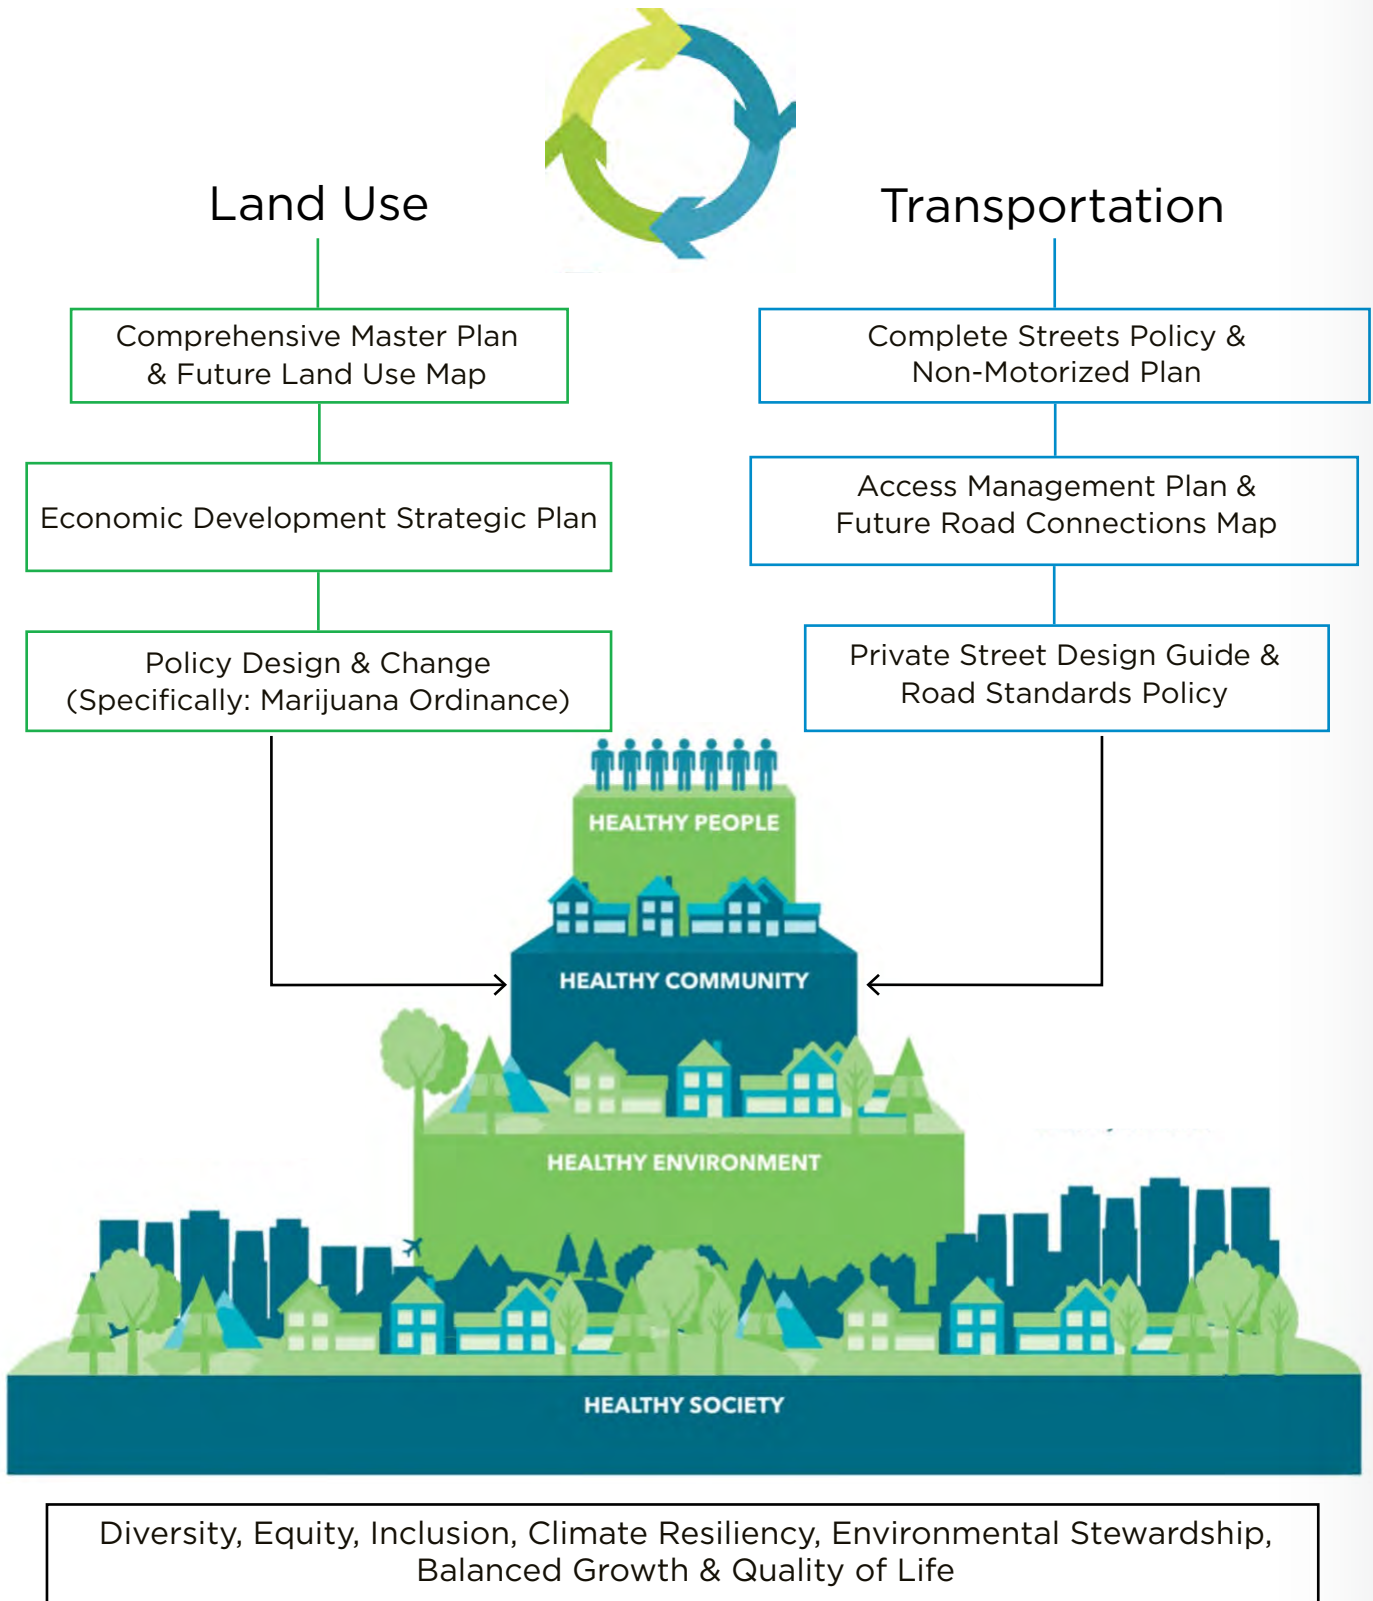 Land Use
Transportation
Comprehensive Master Plan
& Future Land Use Map
Complete Streets Policy &
Non-Motorized Plan
Economic Development Strategic Plan
Access Management Plan &
Future Road Connections Map
Policy Design & Change
(Specifically: Marijuana Ordinance)
Private Street Design Guide &
Road Standards Policy
HEALTHY PEOPLE
HEALTHY COMMUNITY
HEALTHY ENVIRONMENT
HEALTHY SOCIETY
Diversity, Equity, Inclusion, Climate Resiliency, Environmental Stewardship,
Balanced Growth & Quality of Life